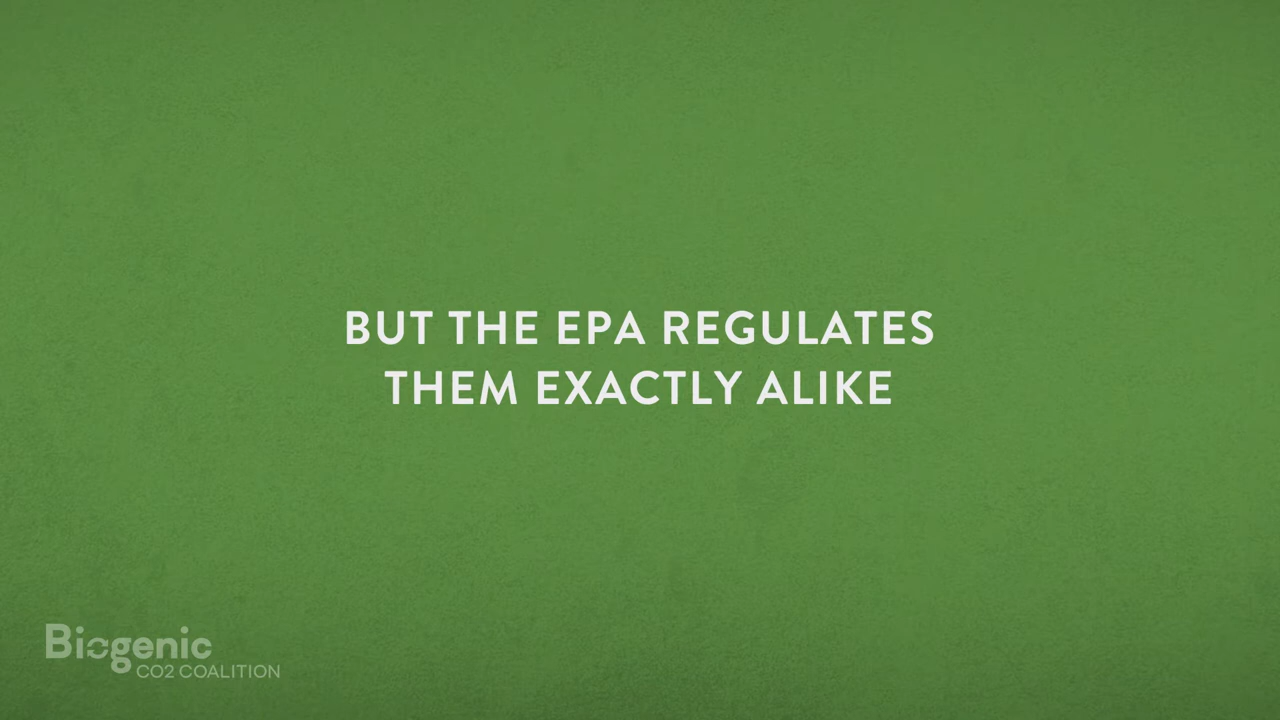 BUT THE EPA REGULATES
THEM EXACTLY ALIKE
Biogenic
CO2 COALITION